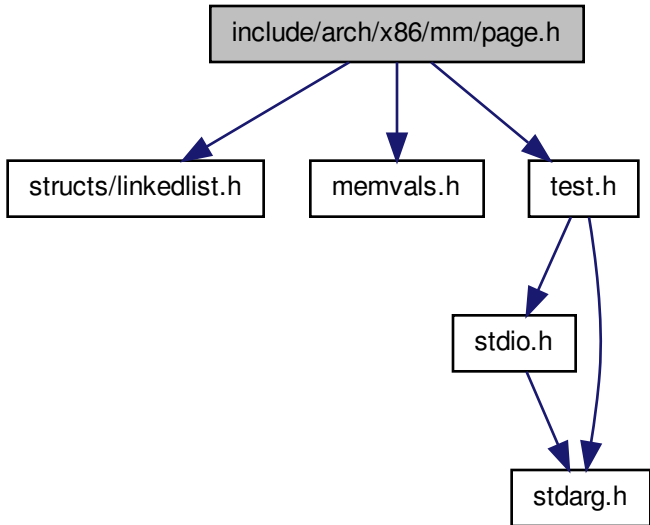 include/arch/x86/mm/page.h
structs/linkedlist.h
memvals.h
test.h
stdio.h
stdarg.h